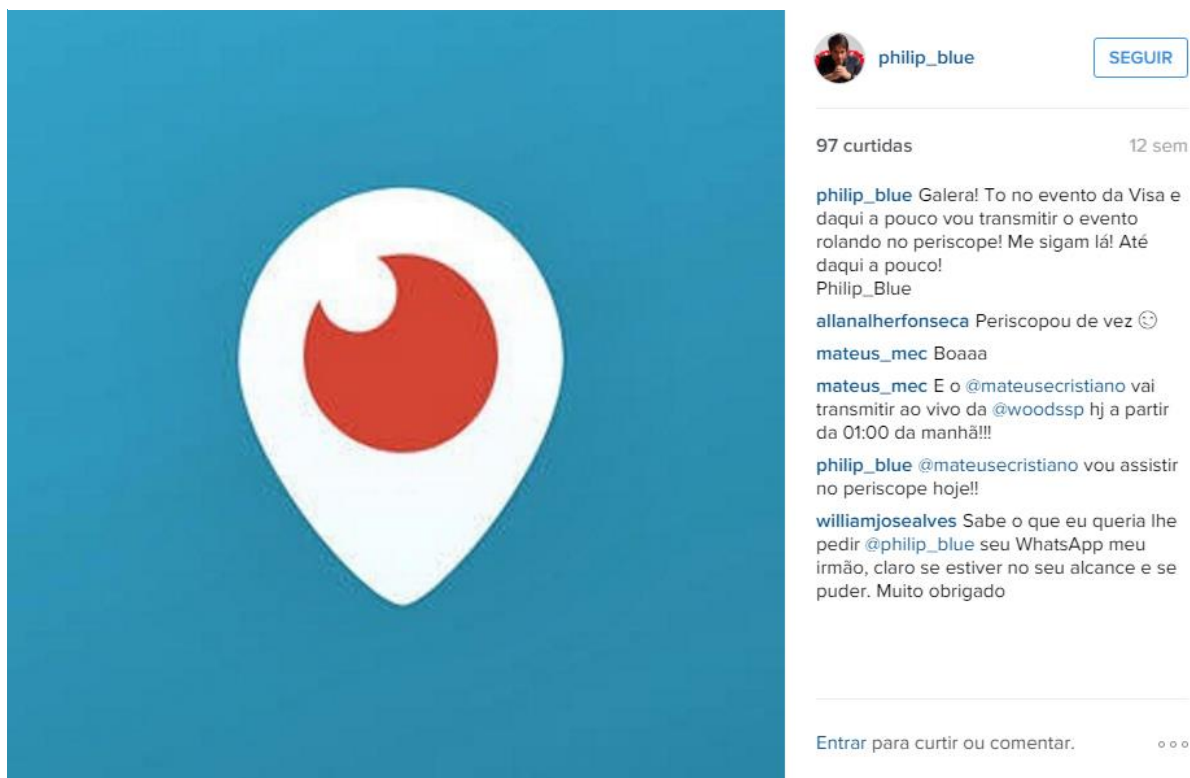 philip_blue
SEGUIR
97 curtidas
12 sem
philip_blue Galera! To no evento da Visa e
daqui a pouco vou transmitir o evento
rolando no periscope! Me sigam lá! Até
daqui a pouco!
Philip_Blue
allanalherfonseca Periscopou de vez 😉
mateus_mec Boaaa
mateus_mec E o @mateusecristiano vai
transmitir ao vivo da @woodssp hj a partir
da 01:00 da manhã!!!
philip_blue @mateusecristiano vou assistir
no periscope hoje!!
williamjosealves Sabe o que eu queria lhe
pedir @philip_blue seu WhatsApp meu
irmão, claro se estiver no seu alcance e se
puder. Muito obrigado
Entrar para curtir ou comentar.